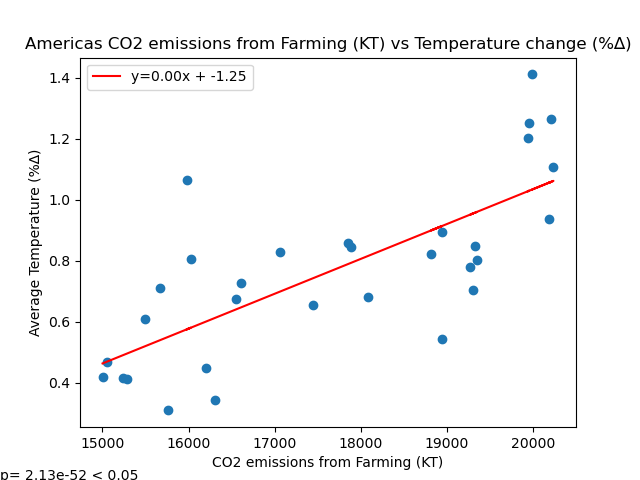 Americas CO2 emissions from Farming (KT) vs Temperature change (%Δ)
y=0.00x + -1.25
Average Temperature (%Δ)
1.4
1.2
1.0
0.8
0.6
0.4
15000 16000 17000 18000 19000 20000
CO2 emissions from Farming (KT)
p= 2.13e-52 < 0.05